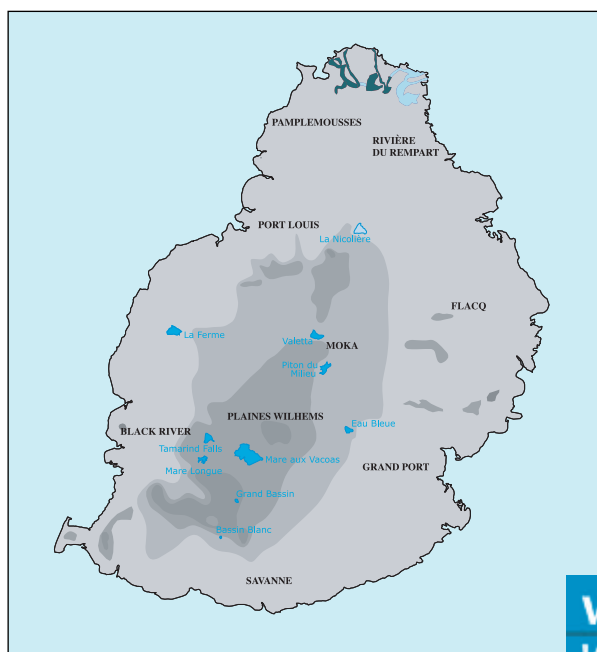 PAMPLEMOUSSES
RIVIÈRE
DU REMPART
PORT LOUIS
La Nicolière
FLACQ
La Ferme
Valetta
MOKA
Piton du
Milieu
PLAINES WILHEMS
Eau Bleue
BLACK RIVER
Tamarind Falls
Mare aux Vacoas
Mare Longue
GRAND PORT
Grand Bassin
Bassin Blanc
SAVANNE